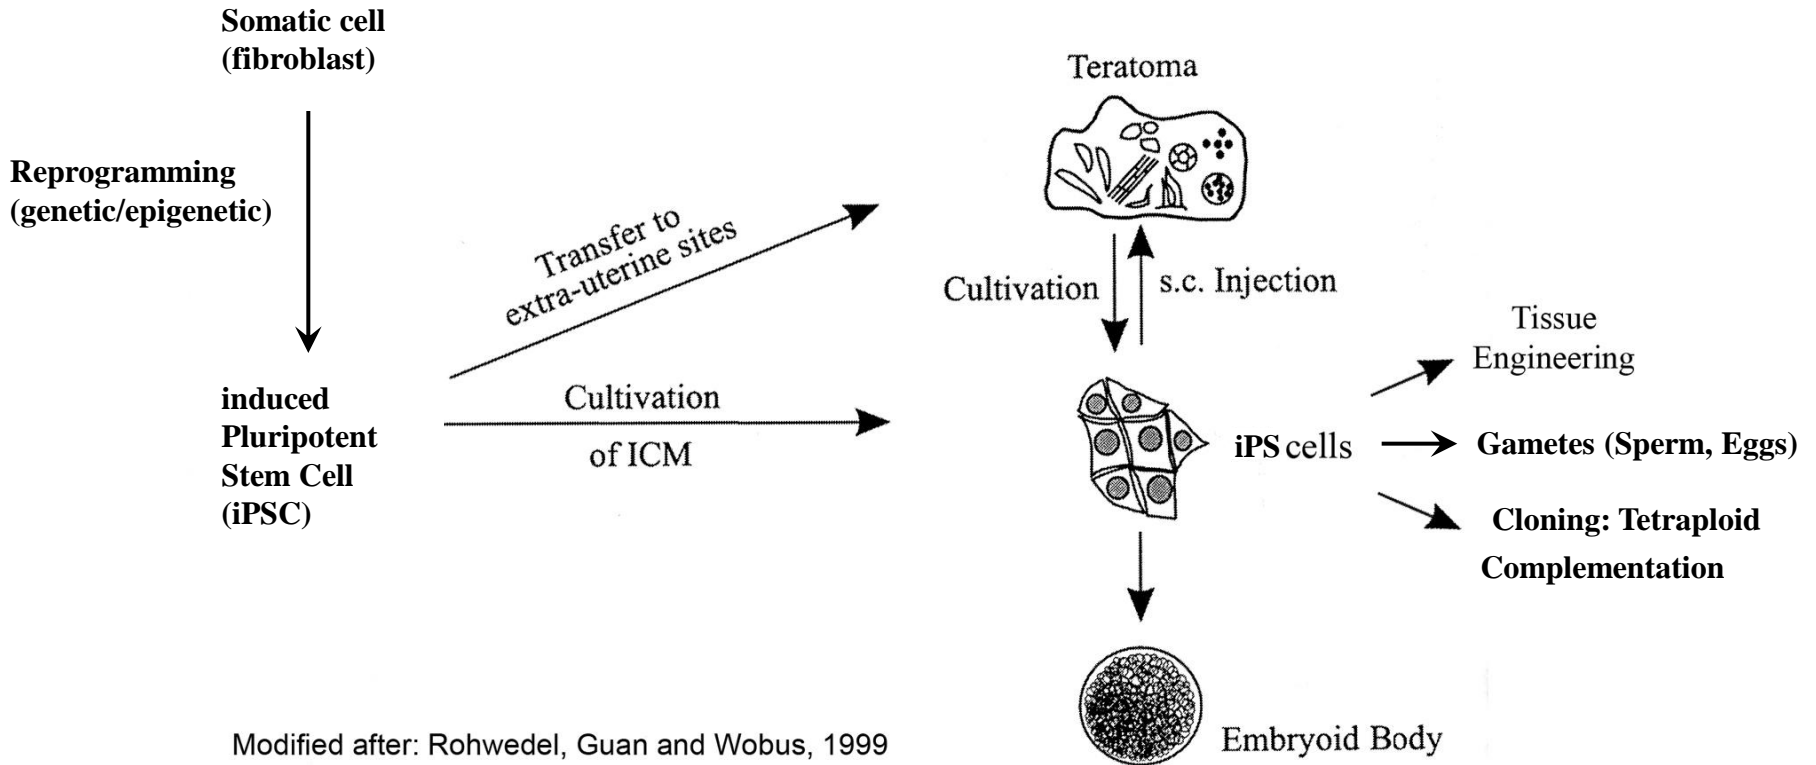 Somatic cell
(fibroblast)
Teratoma
Reprogramming
(genetic/epigenetic)
Transfer to
extra-uterine sites
Cultivation
s.c. Injection
Tissue
Engineering
induced
Pluripotent
Stem Cell
(iPSC)
Cultivation
of ICM
iPS cells
Gametes (Sperm, Eggs)
Cloning: Tetraploid
Complementation
Embryoid Body
Modified after: Rohwedel, Guan and Wobus, 1999